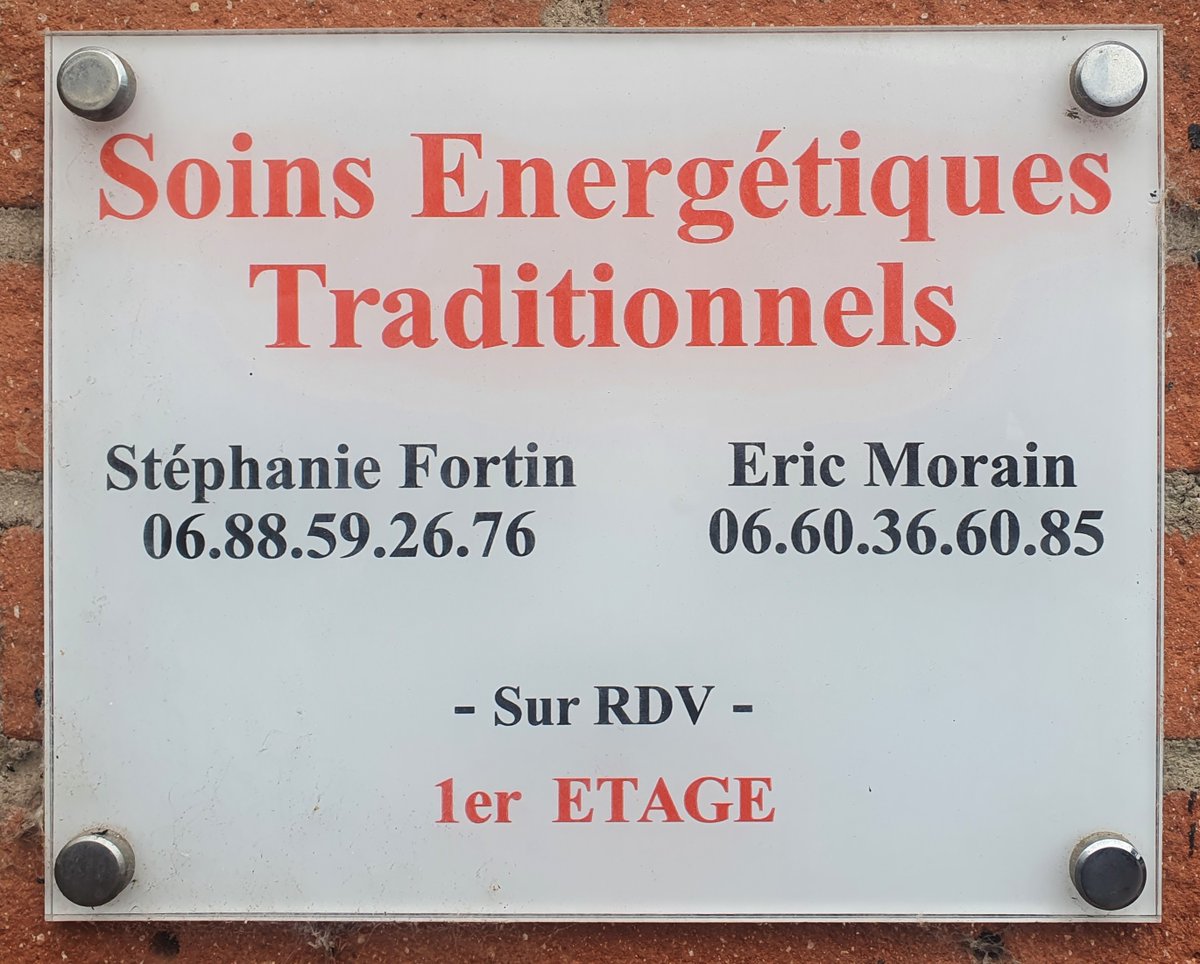 Soins Energétiques
Traditionnels
Stéphanie Fortin
06.88.59.26.76
Eric Morain
06.60.36.60.85
- Sur RDV -
1er ETAGE